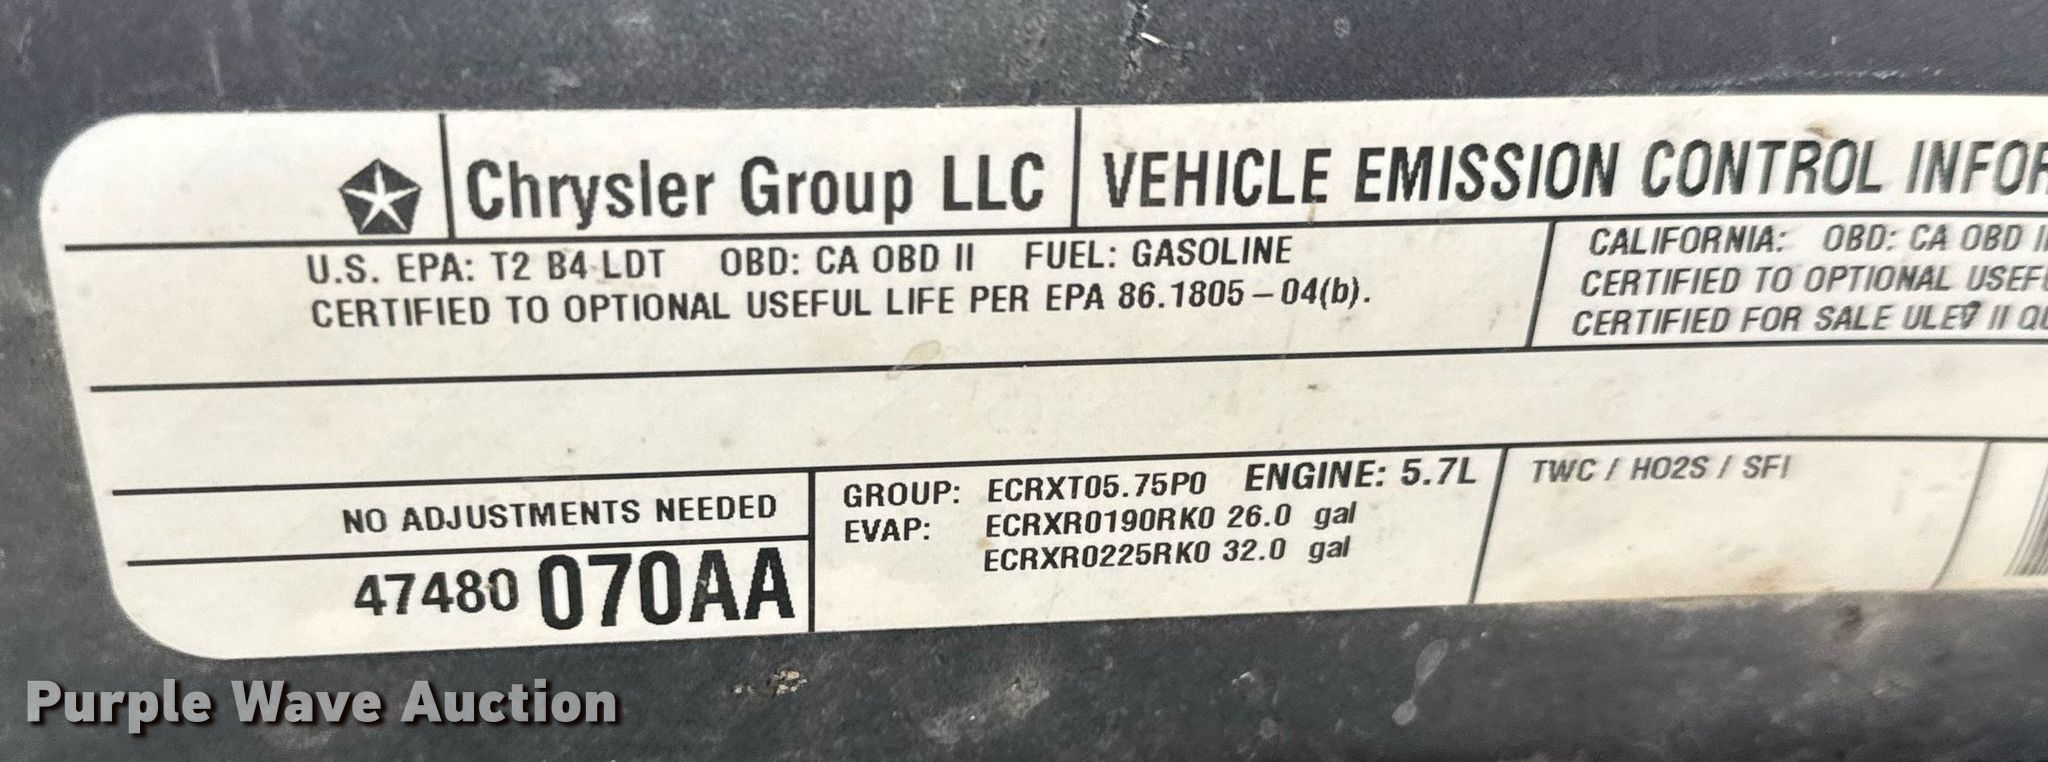 Chrysler Group LLC
VEHICLE EMISSION CONTROL
U.S. EPA: T2 B4 LDT OBD: CA OBD II FUEL: GASOLINE
CERTIFIED TO OPTIONAL USEFUL LIFE PER EPA 86.1805 – 04(b).
CALIFORNIA: OBD: CA OBD II
CERTIFIED TO OPTIONAL
CERTIFIED FOR SALE ULEV II
NO ADJUSTMENTS NEEDED
47480 070AA
GROUP: ECRXT05.75P0 ENGINE: 5.7L
EVAP: ECRXR0190RK0 26.0 gal
ECRXR0225RK0 32.0 gal
TWC / HO2S / SFI
Purple Wave Auction